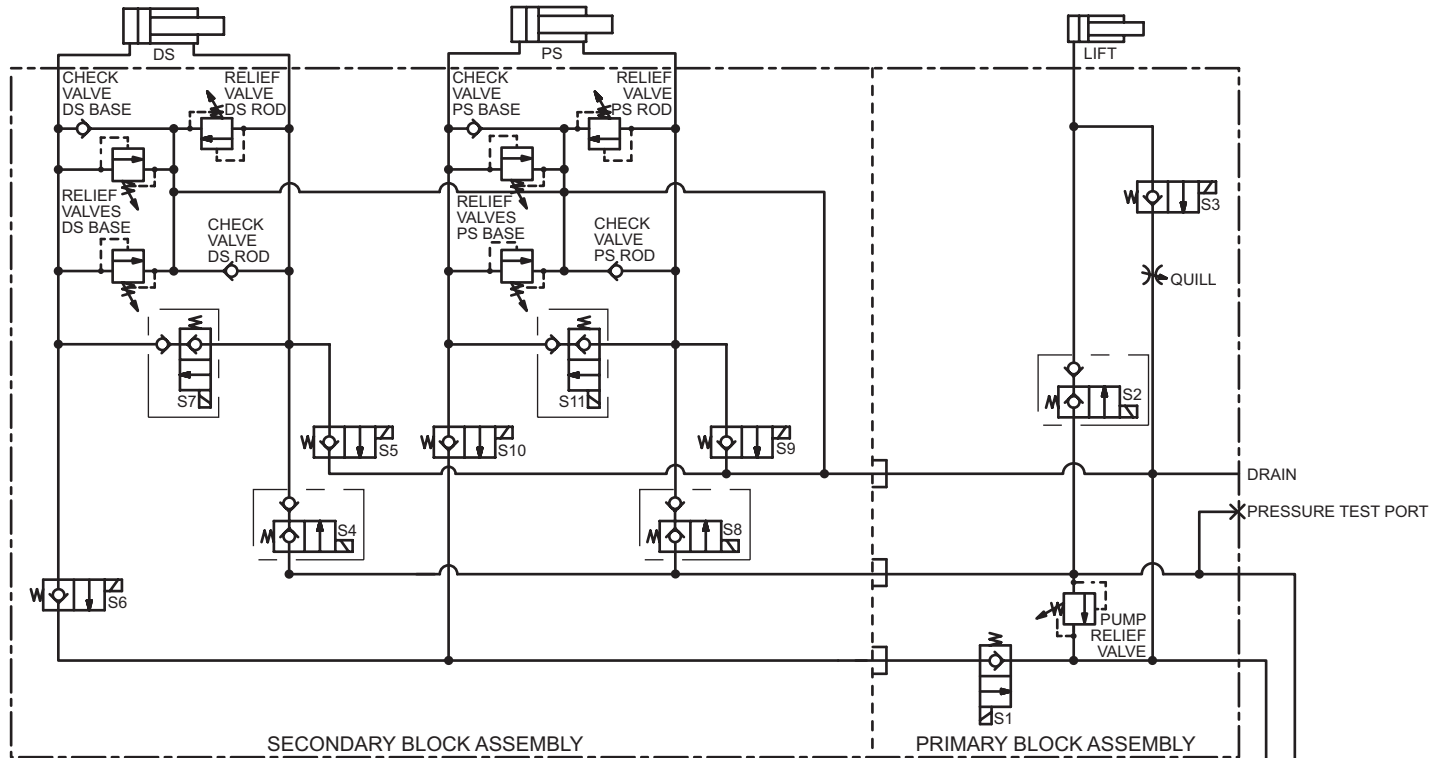 DS
PS
LIFT
CHECK
VALVE
DS BASE
RELIEF
VALVE
DS ROD
CHECK
VALVE
PS BASE
RELIEF
VALVE
PS ROD
S3
RELIEF
VALVES
DS BASE
CHECK
VALVE
DS ROD
RELIEF
VALVES
PS BASE
CHECK
VALVE
PS ROD
QUILL
S7
S11
S2
S5
S10
S9
DRAIN
S4
S8
PRESSURE TEST PORT
S6
PUMP
RELIEF
VALVE
S1
SECONDARY BLOCK ASSEMBLY
PRIMARY BLOCK ASSEMBLY